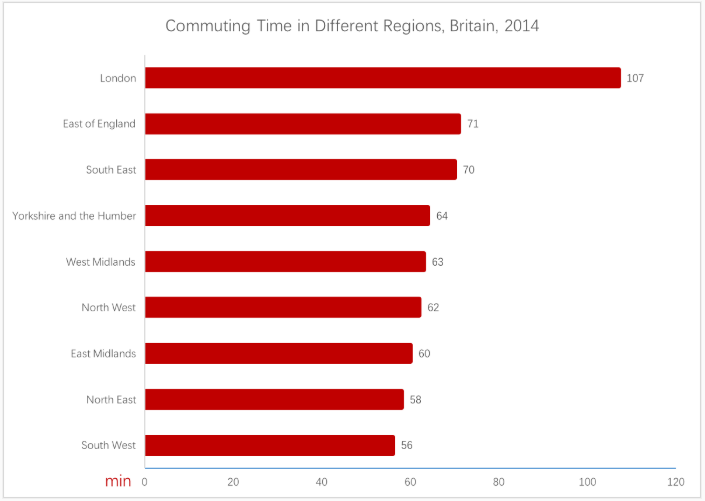 Commuting Time in Different Regions, Britain, 2014
London 107
East of England 71
South East 70
Yorkshire and the Humber 64
West Midlands 63
North West 62
East Midlands 60
North East 58
South West 56
min 0 20 40 60 80 100 120